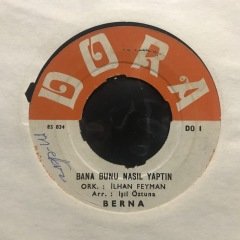 DORA
RS 834
DO 1
BANA BUNU NASIL YAPTIN
ORK. : İLHAN FEYMAN
Arr. : Işıl Öztuna
BERNA